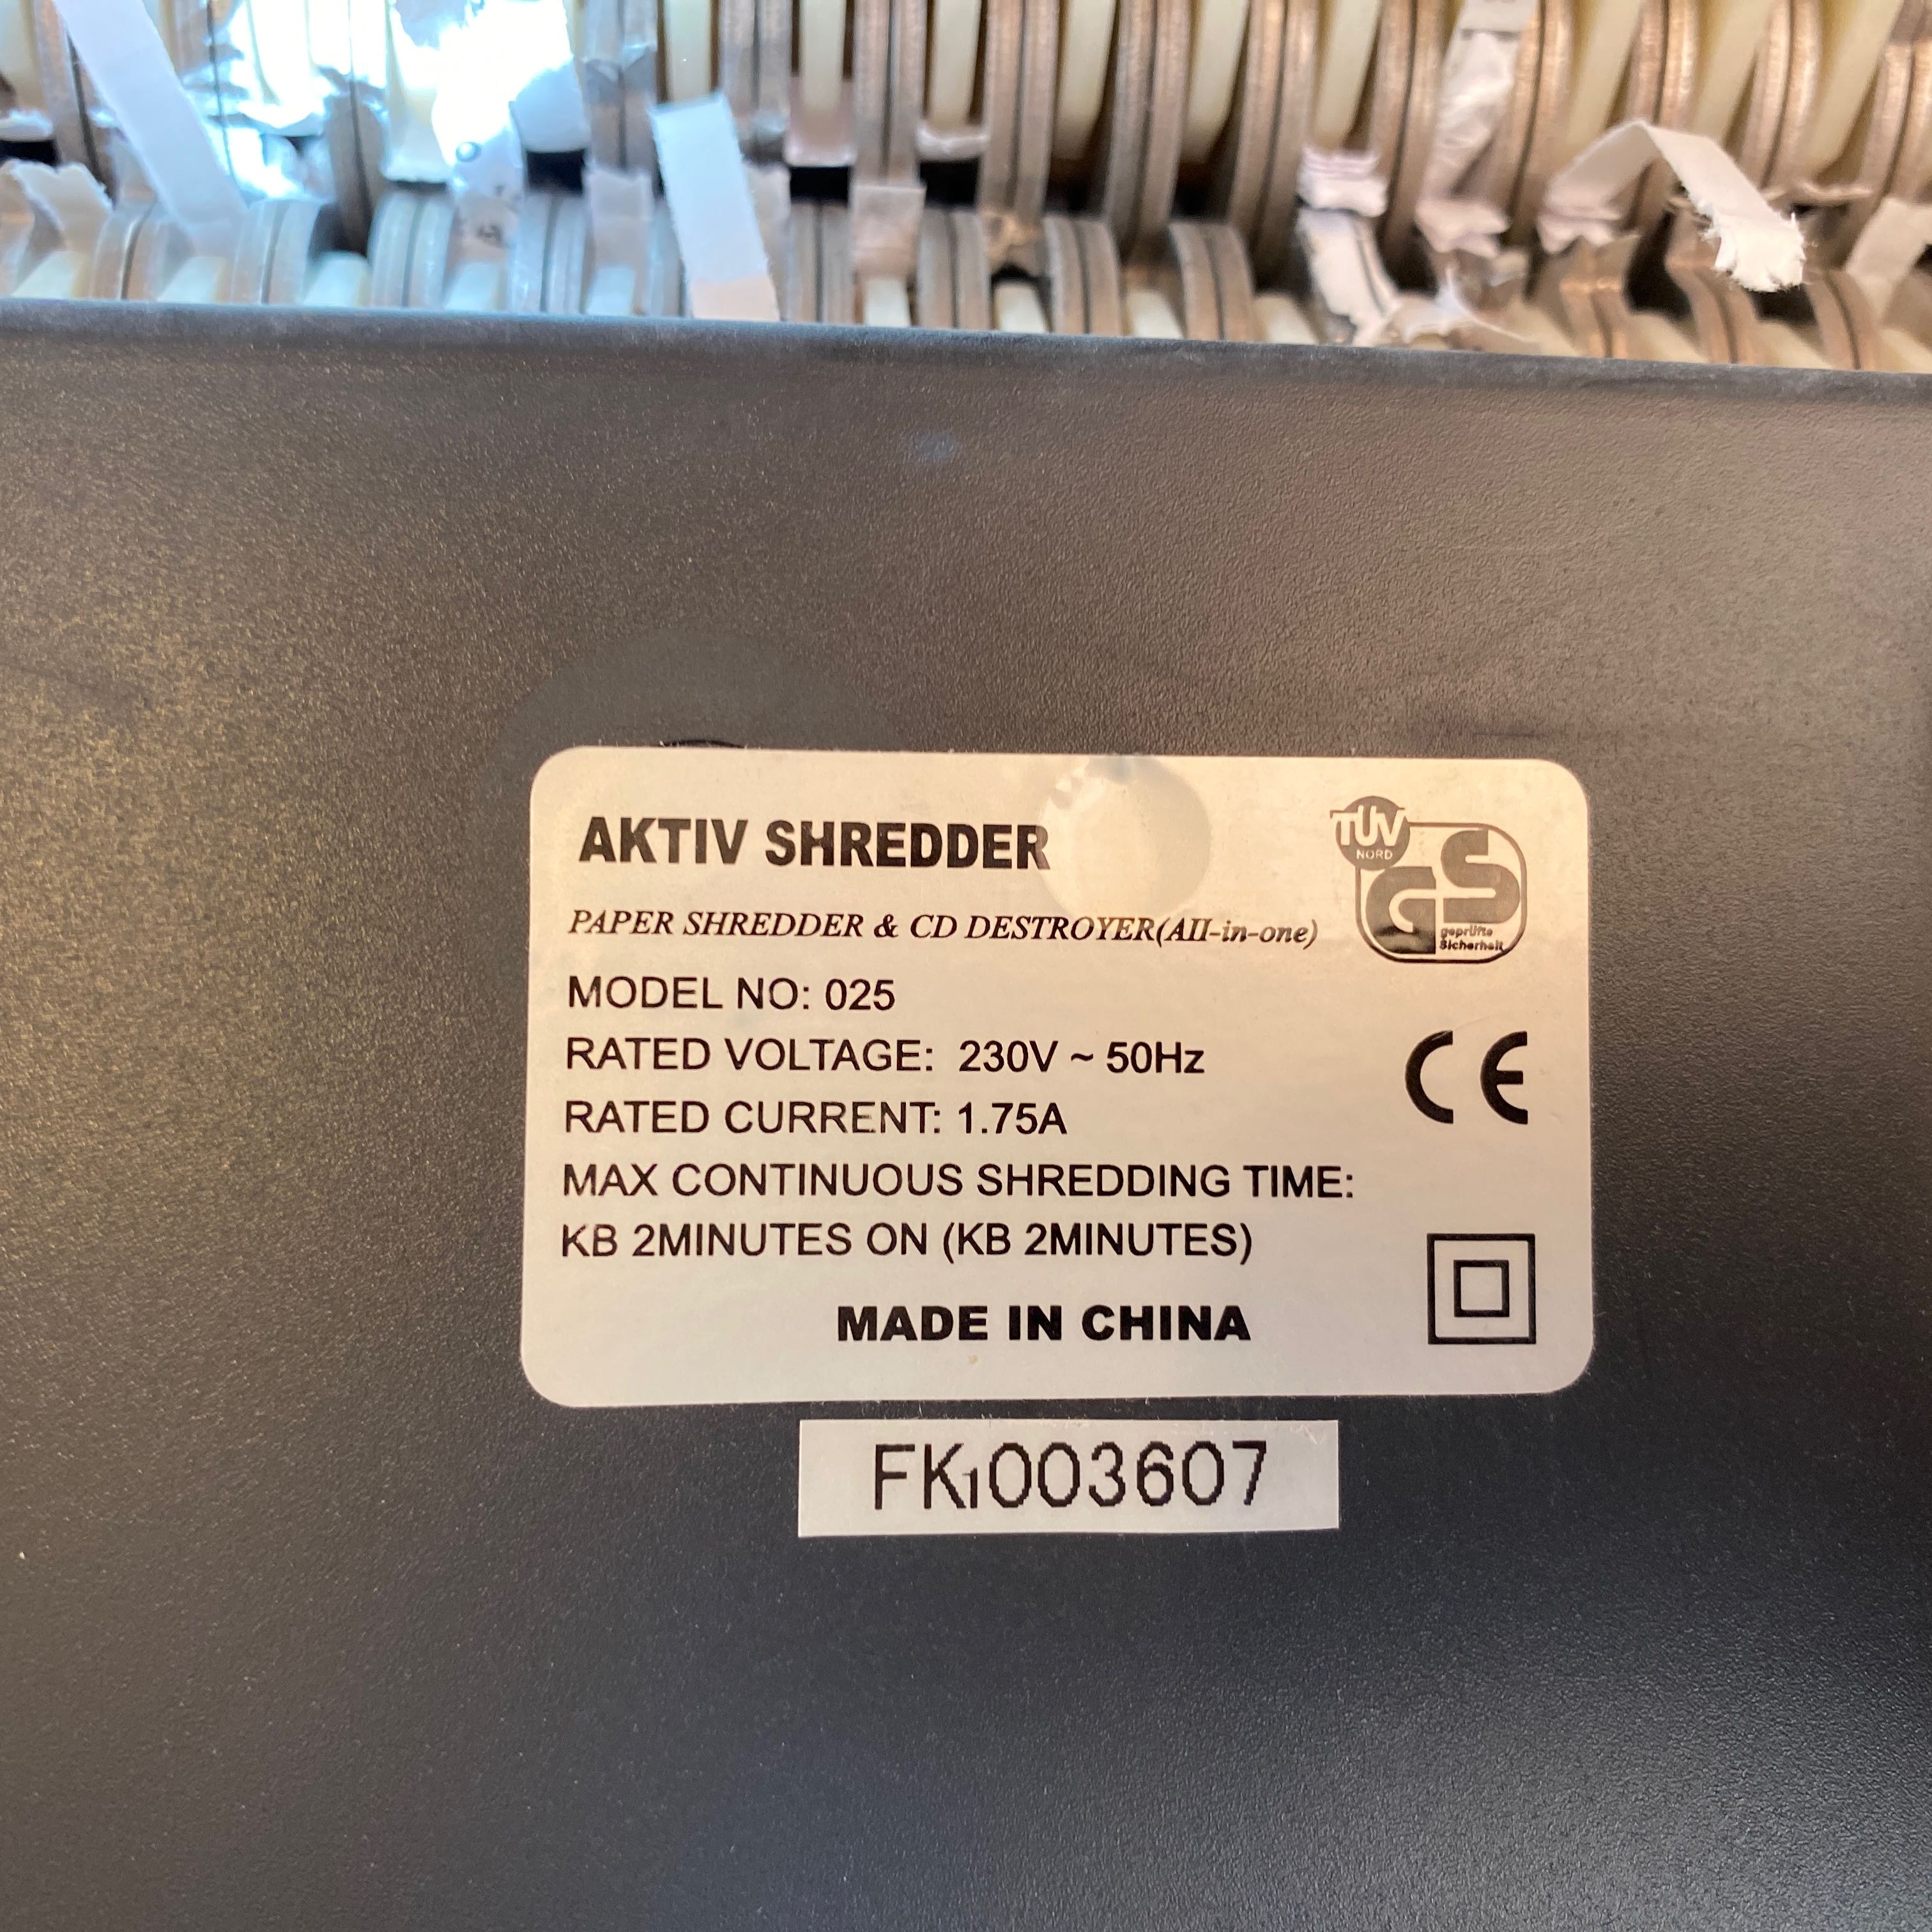 AKTIV SHREDDER
PAPER SHREDDER & CD DESTROYER(All-in-one)
MODEL NO: 025
RATED VOLTAGE: 230V ~ 50Hz
RATED CURRENT: 1.75A
MAX CONTINUOUS SHREDDING TIME:
KB 2MINUTES ON (KB 2MINUTES)
MADE IN CHINA
TÜV
NORD
GS
geprüfte
Sicherheit
CE
FK1003607